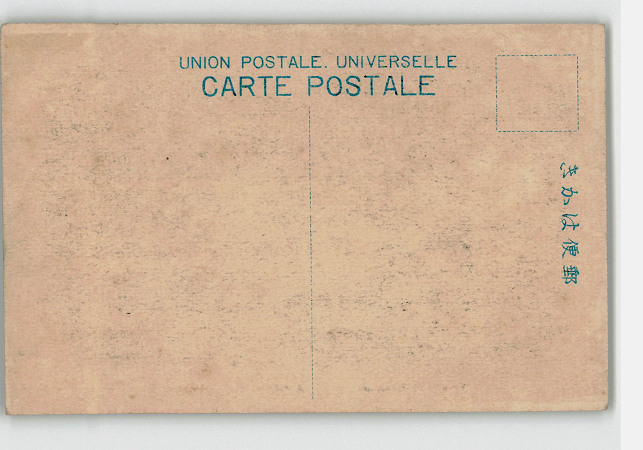 UNION POSTALE. UNIVERSELLE
CARTE POSTALE
郵便はかき